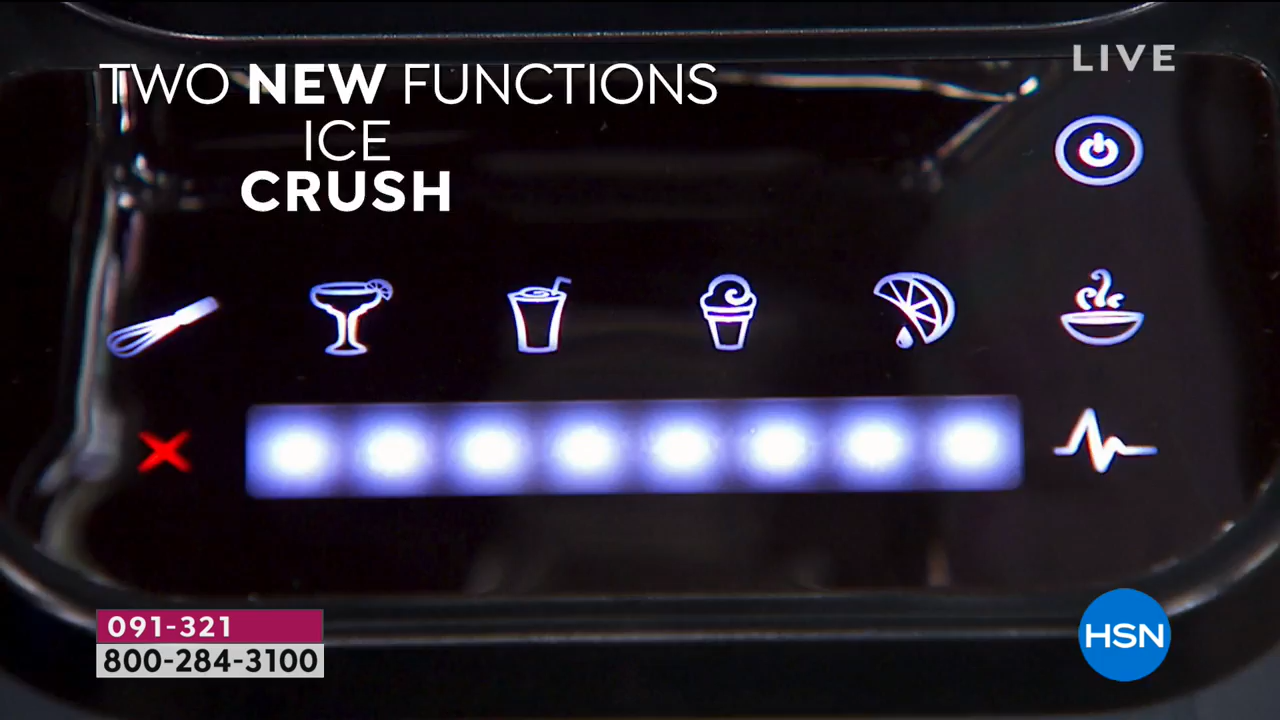 TWO NEW FUNCTIONS
ICE
CRUSH
LIVE
091-321
800-284-3100
HSN